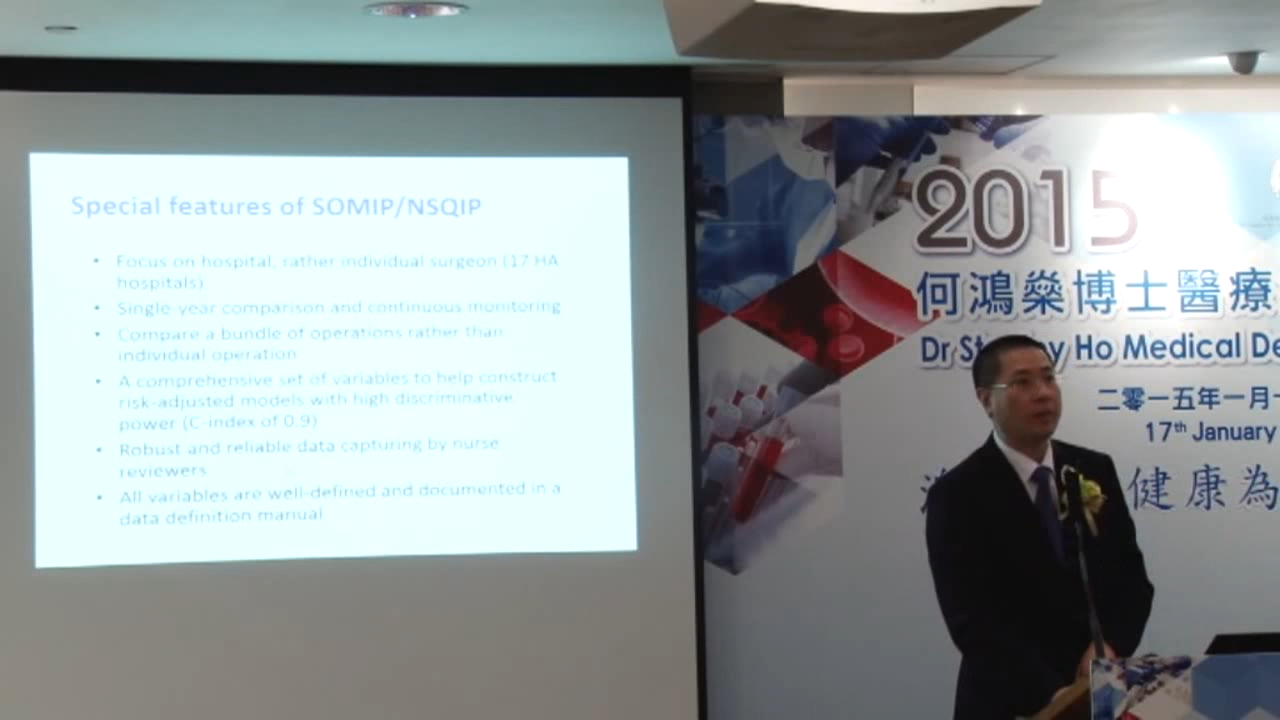 Special features of SOMIP/NSQIP
• Focus on hospital, rather individual surgeon (17 HA
hospitals)
• Single-year comparison and continuous monitoring
• Compare a bundle of operations rather than
individual operation
• A comprehensive set of variables to help construct
risk-adjusted models with high discriminative
power (C-index of 0.9)
• Robust and reliable data capturing by nurse
reviewers
• All variables are well-defined and documented in a
data definition manual
2015
何鴻燊博士醫療
Dr Ho Medical
二零一五年一月
17th January
健康為